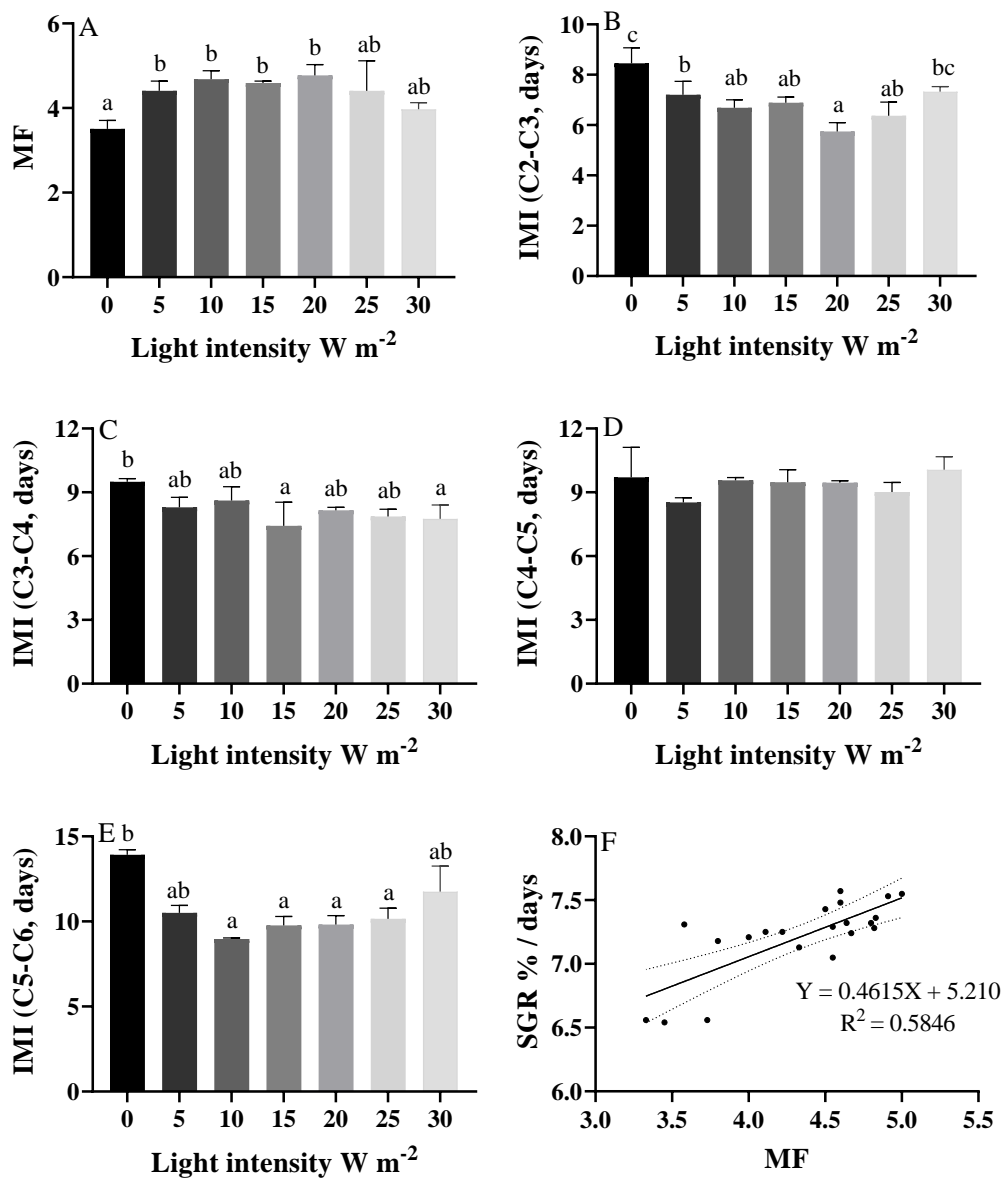 A
6
4
2
0
MF
a
b
b
b
b
ab
ab
0 5 10 15 20 25 30
Light intensity W m-2
B
10
8
6
4
2
0
IMI (C2-C3, days)
c
b
ab
ab
a
ab
bc
0 5 10 15 20 25 30
Light intensity W m-2
C
12
9
6
3
0
IMI (C3-C4, days)
b
ab
ab
a
ab
ab
a
0 5 10 15 20 25 30
Light intensity W m-2
D
12
9
6
3
0
IMI (C4-C5, days)
0 5 10 15 20 25 30
Light intensity W m-2
E
15
10
5
0
IMI (C5-C6, days)
b
ab
a
a
a
a
ab
0 5 10 15 20 25 30
Light intensity W m-2
F
8.0
7.5
7.0
6.5
6.0
SGR % / days
Y = 0.4615X + 5.210
R2 = 0.5846
3.0 3.5 4.0 4.5 5.0 5.5
MF